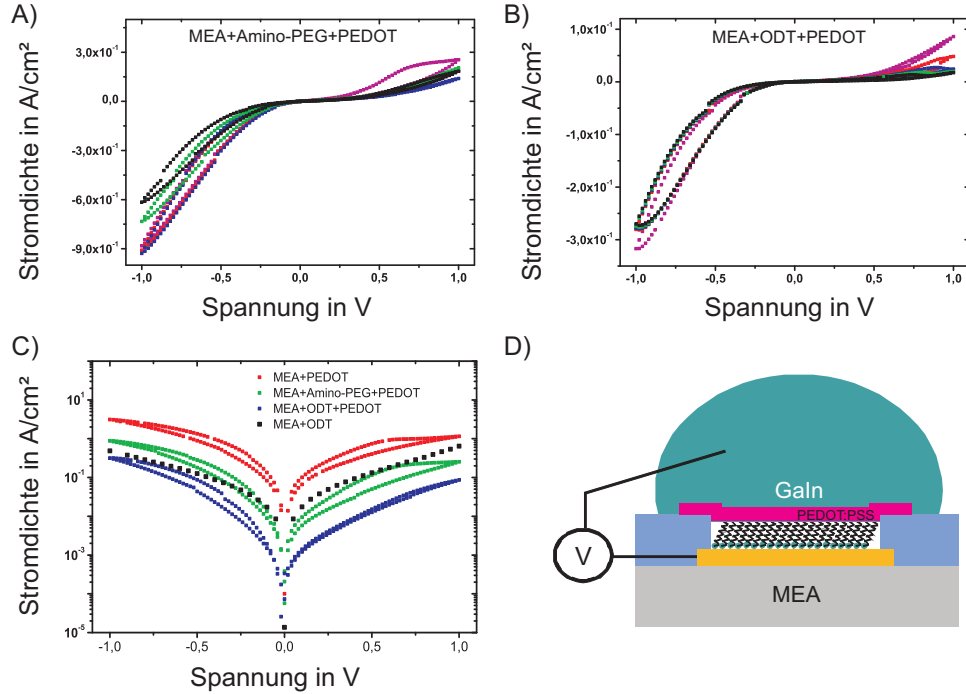 A)
MEA+Amino-PEG+PEDOT
Stromdichte in A/cm²
3,0x10⁻¹
0,0
-3,0x10⁻¹
-6,0x10⁻¹
-9,0x10⁻¹
-1,0 -0,5 0,0 0,5 1,0
Spannung in V
B)
MEA+ODT+PEDOT
Stromdichte in A/cm²
1,0x10⁻¹
0,0
-1,0x10⁻¹
-2,0x10⁻¹
-3,0x10⁻¹
-1,0 -0,5 0,0 0,5 1,0
Spannung in V
C)
MEA+PEDOT
MEA+Amino-PEG+PEDOT
MEA+ODT+PEDOT
MEA+ODT
Stromdichte in A/cm²
10¹
10⁻¹
10⁻³
10⁻⁵
-1,0 -0,5 0,0 0,5 1,0
Spannung in V
D)
GaIn
PEDOT:PSS
V
MEA